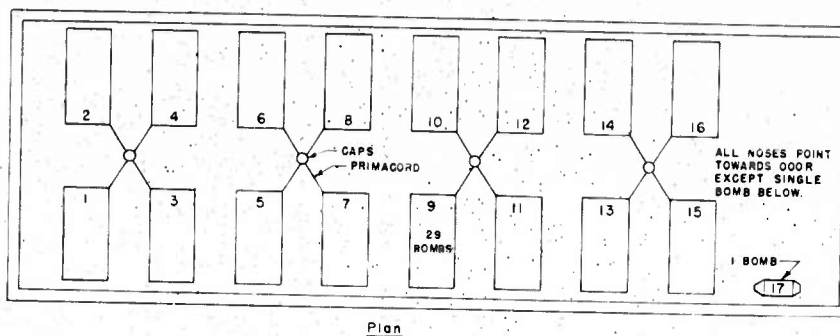 2 4 6 8 10 12 14 16
CAPS
PRIMACORD
ALL NOSES POINT
TOWARDS DOOR
EXCEPT SINGLE
BOMB BELOW.
1 3 5 7 9 11 13 15
29
BOMBS
1 BOMB
17
Plan